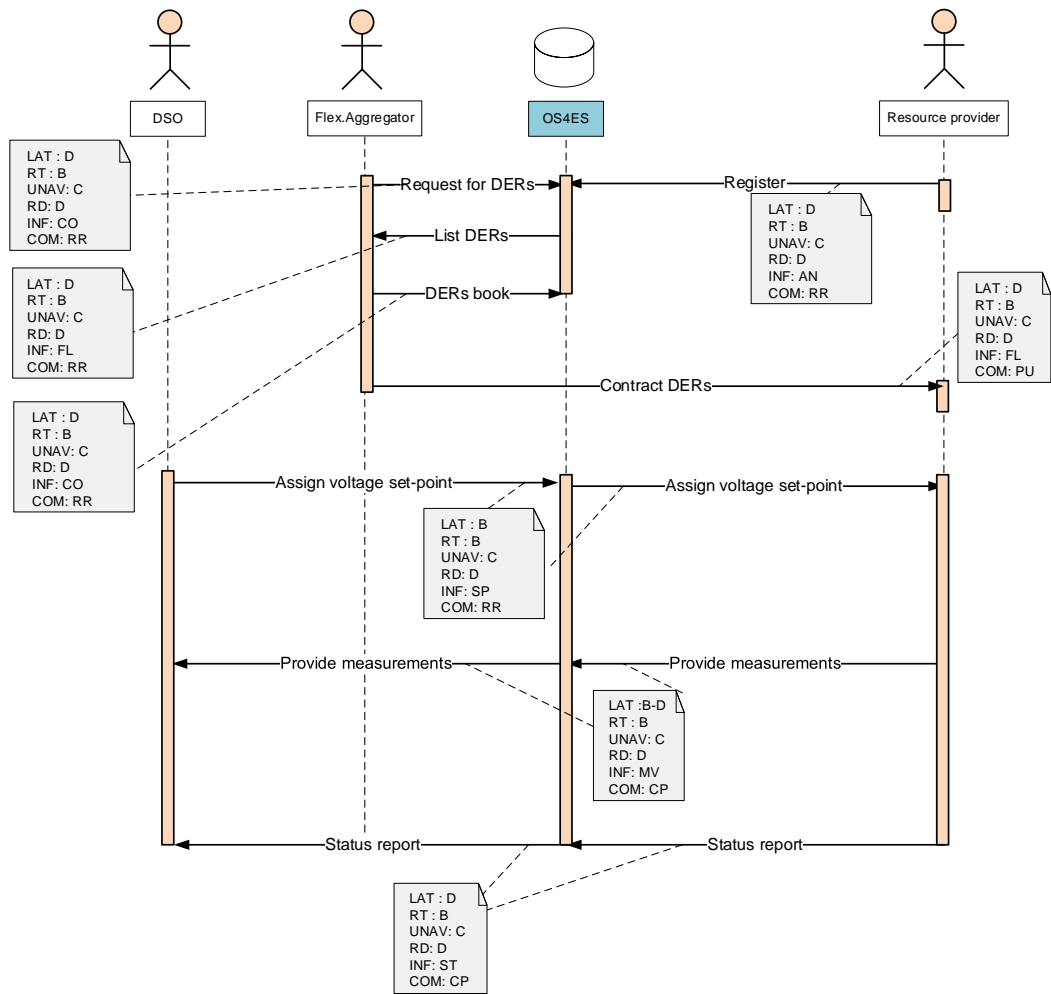 DSO
Flex.Aggregator
OS4ES
Resource provider
LAT : D
RT : B
UNAV: C
RD: D
INF: CO
COM: RR
Request for DERs
Register
LAT : D
RT : B
UNAV: C
RD: D
INF: AN
COM: RR
List DERs
LAT : D
RT : B
UNAV: C
RD: D
INF: FL
COM: RR
DERs book
LAT : D
RT : B
UNAV: C
RD: D
INF: FL
COM: PU
Contract DERs
LAT : D
RT : B
UNAV: C
RD: D
INF: CO
COM: RR
Assign voltage set-point
Assign voltage set-point
LAT : B
RT : B
UNAV: C
RD: D
INF: SP
COM: RR
Provide measurements
Provide measurements
LAT :B-D
RT : B
UNAV: C
RD: D
INF: MV
COM: CP
Status report
Status report
LAT : D
RT : B
UNAV: C
RD: D
INF: ST
COM: CP